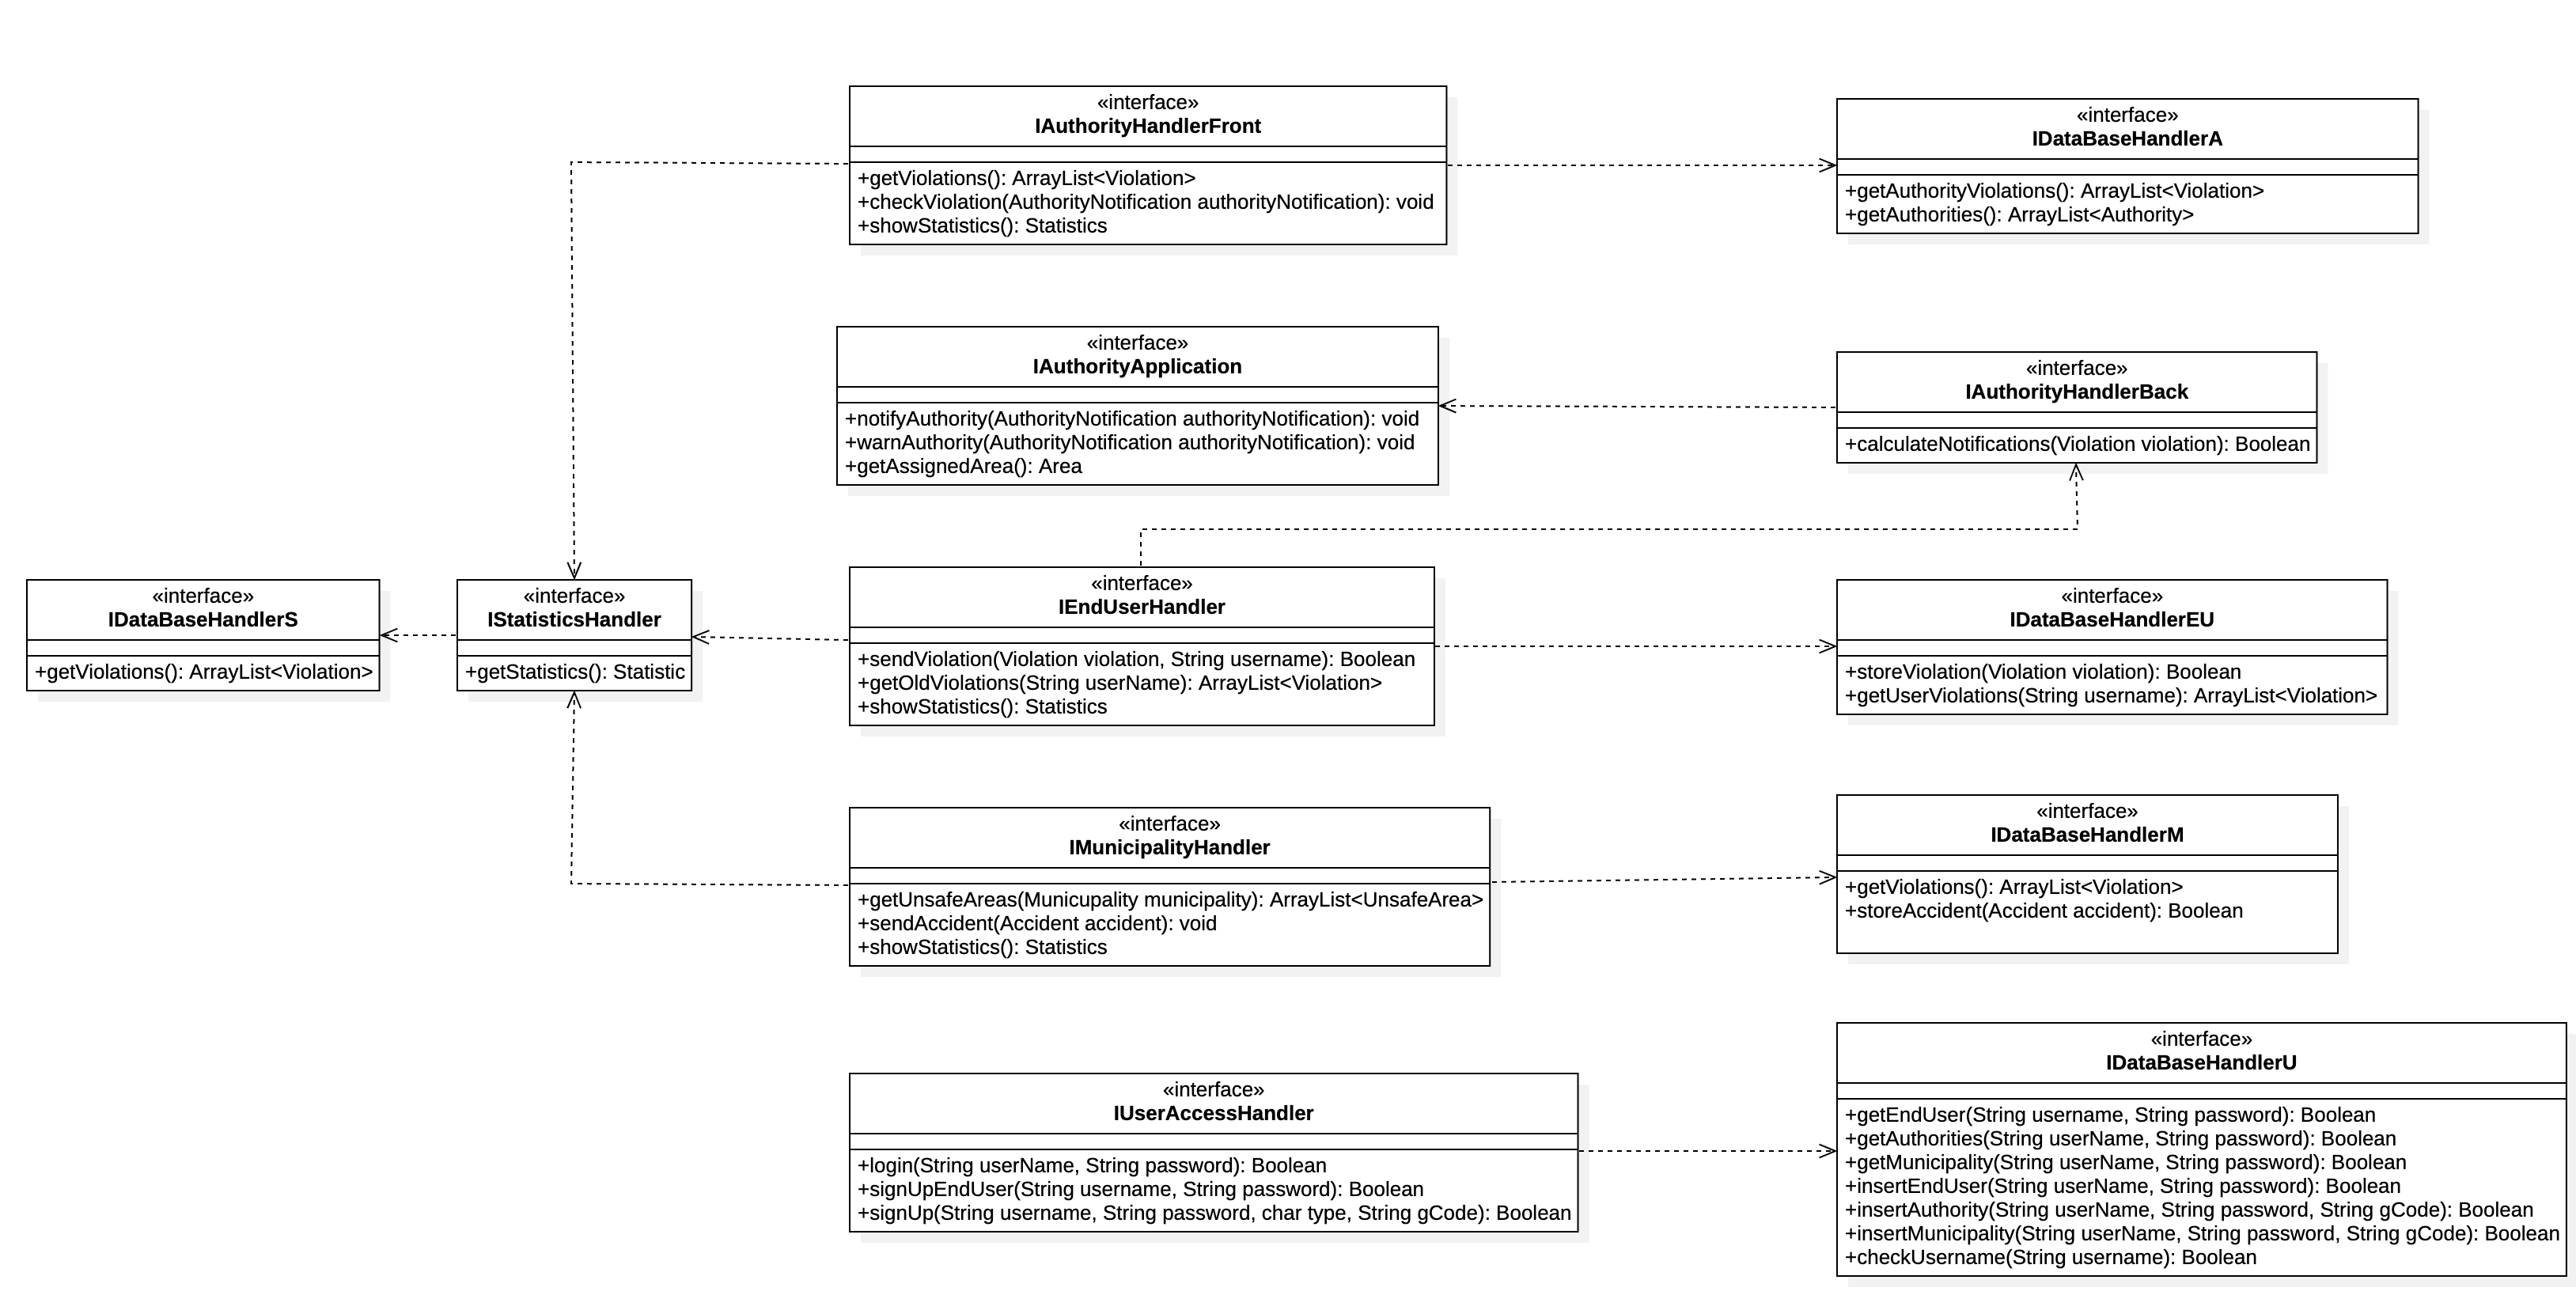 «interface»
IAuthorityHandlerFront
+getViolations(): ArrayList<Violation>
+checkViolation(AuthorityNotification authorityNotification): void
+showStatistics(): Statistics
«interface»
IDataBaseHandlerA
+getAuthorityViolations(): ArrayList<Violation>
+getAuthorities(): ArrayList<Authority>
«interface»
IAuthorityApplication
+notifyAuthority(AuthorityNotification authorityNotification): void
+warnAuthority(AuthorityNotification authorityNotification): void
+getAssignedArea(): Area
«interface»
IAuthorityHandlerBack
+calculateNotifications(Violation violation): Boolean
«interface»
IDataBaseHandlerS
+getViolations(): ArrayList<Violation>
«interface»
IStatisticsHandler
+getStatistics(): Statistic
«interface»
IEndUserHandler
+sendViolation(Violation violation, String username): Boolean
+getOldViolations(String userName): ArrayList<Violation>
+showStatistics(): Statistics
«interface»
IDataBaseHandlerEU
+storeViolation(Violation violation): Boolean
+getUserViolations(String username): ArrayList<Violation>
«interface»
IMunicipalityHandler
+getUnsafeAreas(Municupality municipality): ArrayList<UnsafeArea>
+sendAccident(Accident accident): void
+showStatistics(): Statistics
«interface»
IDataBaseHandlerM
+getViolations(): ArrayList<Violation>
+storeAccident(Accident accident): Boolean
«interface»
IUserAccessHandler
+login(String userName, String password): Boolean
+signUpEndUser(String username, String password): Boolean
+signUp(String username, String password, char type, String gCode): Boolean
«interface»
IDataBaseHandlerU
+getEndUser(String username, String password): Boolean
+getAuthorities(String userName, String password): Boolean
+getMunicipality(String userName, String password): Boolean
+insertEndUser(String userName, String password): Boolean
+insertAuthority(String userName, String password, String gCode): Boolean
+insertMunicipality(String userName, String password, String gCode): Boolean
+checkUsername(String username): Boolean